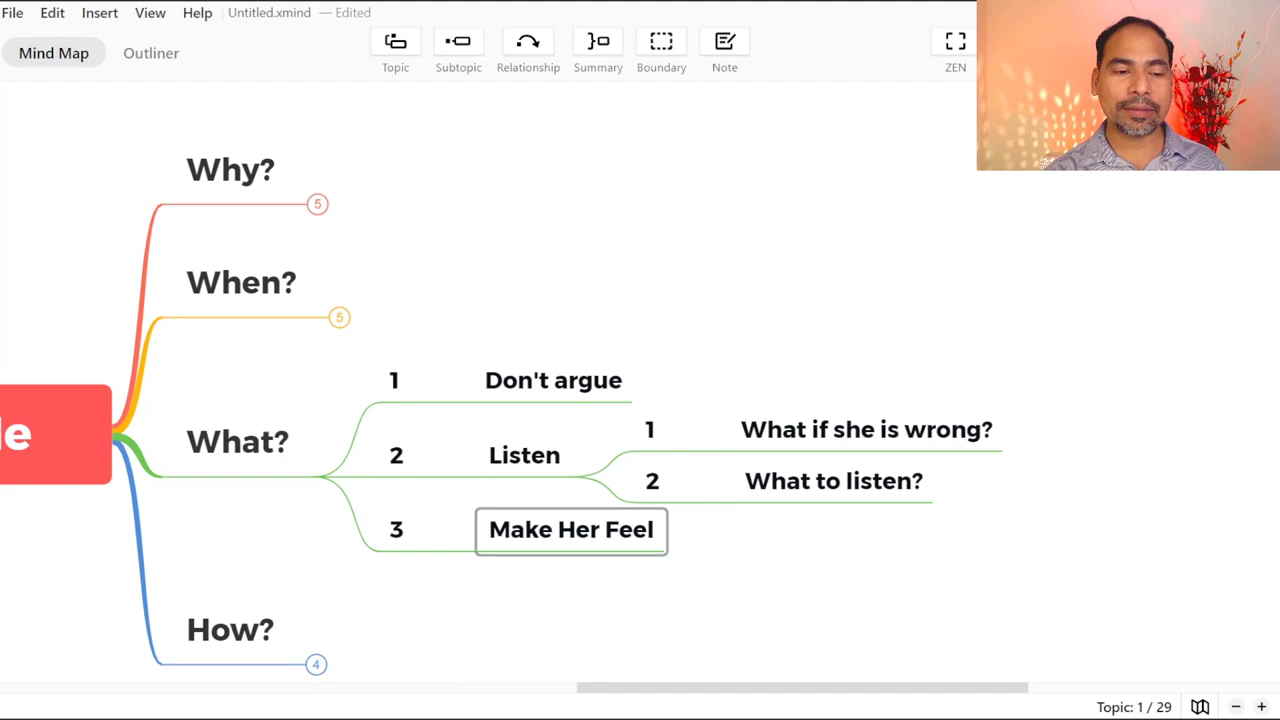 File Edit Insert View Help Untitled.xmind — Edited
Mind Map Outliner
Topic Subtopic Relationship Summary Boundary Note ZEN
Why?
5
When?
5
1 Don't argue
What?
2 Listen
1 What if she is wrong?
2 What to listen?
3 Make Her Feel
How?
4
Topic: 1 / 29